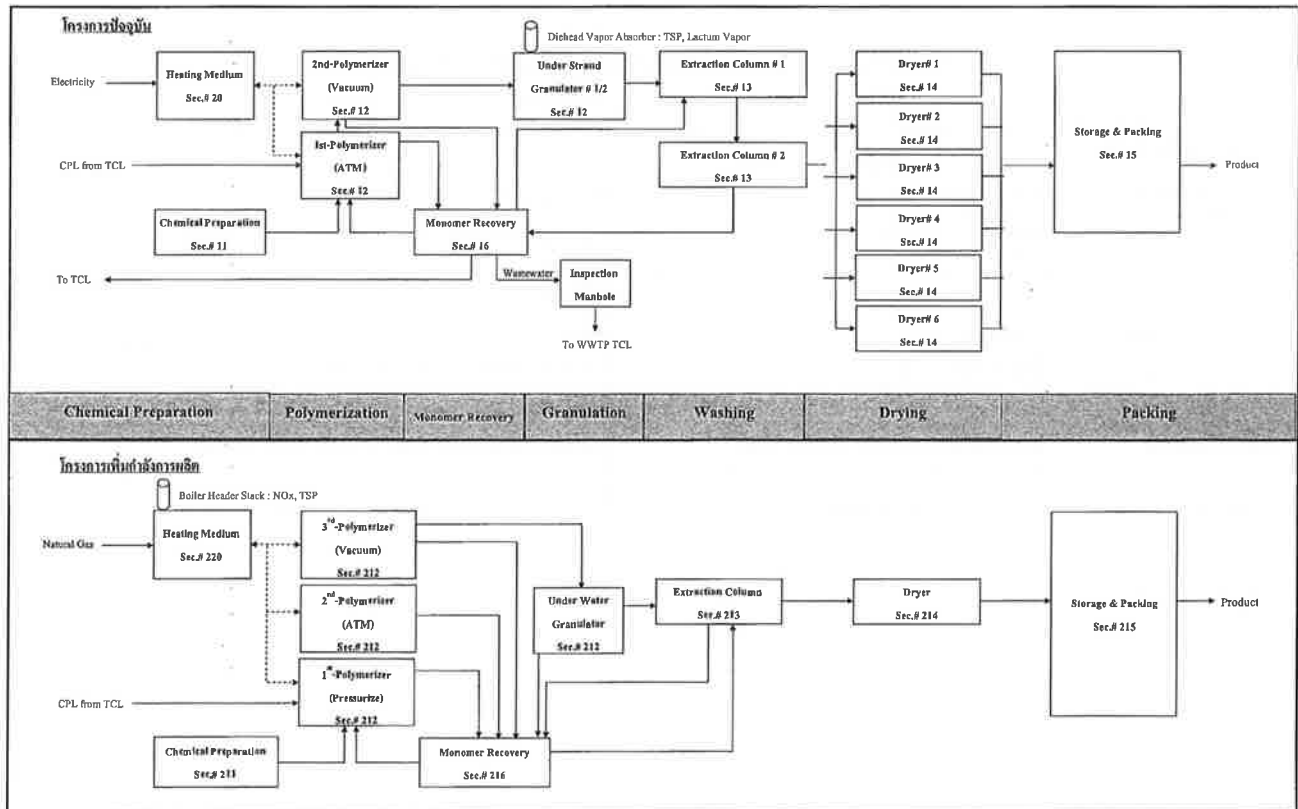 โครงการปัจจุบัน
Diehead Vapor Absorber : TSP, Lactum Vapor
Electricity
Heating Medium
Sec.# 20
2nd-Polymerizer
(Vacuum)
Sec.# 12
Under Strand
Granulator # 1/2
Sec.# 12
Extraction Column # 1
Sec.# 13
Dryer# 1
Sec.# 14
Dryer# 2
Sec.# 14
CPL from TCL
1st-Polymerizer
(ATM)
Sec.# 12
Extraction Column # 2
Sec.# 13
Dryer# 3
Sec.# 14
Storage & Packing
Sec.# 15
Product
Chemical Preparation
Sec.# 11
Monomer Recovery
Sec.# 16
Dryer# 4
Sec.# 14
To TCL
Wastewater
Inspection
Manhole
Dryer# 5
Sec.# 14
To WWTP TCL
Dryer# 6
Sec.# 14
Chemical Preparation
Polymerization
Monomer Recovery
Granulation
Washing
Drying
Packing
โครงการเพิ่มกำลังการผลิต
Boiler Header Stack : NOx, TSP
Natural Gas
Heating Medium
Sec.# 220
3rd-Polymerizer
(Vacuum)
Sec.# 212
2nd-Polymerizer
(ATM)
Sec.# 212
Under Water
Granulator
Sec.# 212
Extraction Column
Sec.# 213
Dryer
Sec.# 214
Storage & Packing
Sec.# 215
Product
CPL from TCL
1st-Polymerizer
(Pressurize)
Sec.# 212
Chemical Preparation
Sec.# 211
Monomer Recovery
Sec.# 216